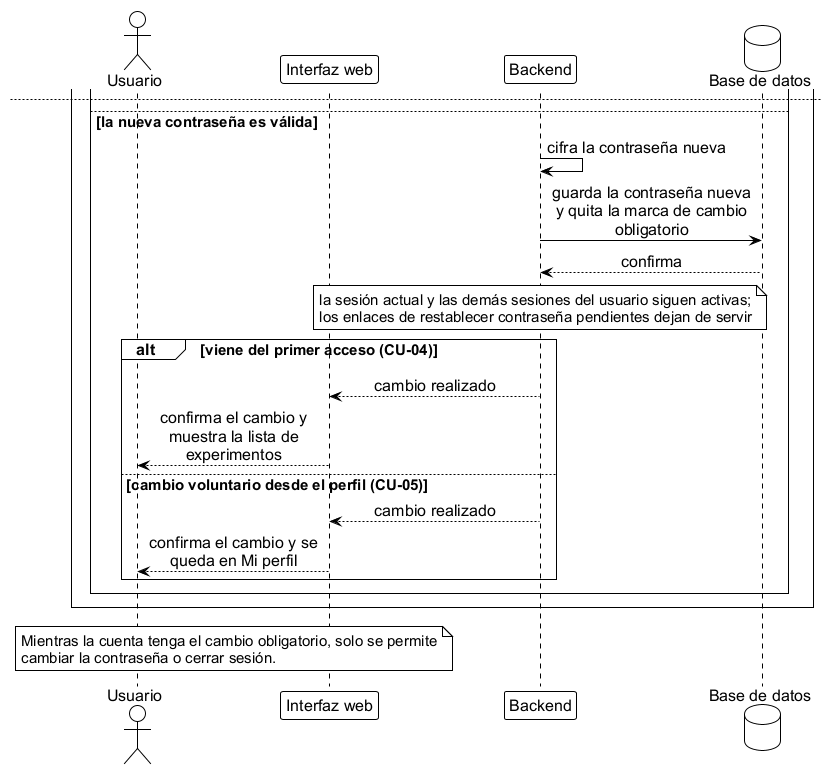 Usuario
Interfaz web
Backend
Base de datos
[la nueva contraseña es válida]
cifra la contraseña nueva
guarda la contraseña nueva
y quita la marca de cambio
obligatorio
confirma
la sesión actual y las demás sesiones del usuario siguen activas;
los enlaces de restablecer contraseña pendientes dejan de servir
alt
[viene del primer acceso (CU-04)]
cambio realizado
confirma el cambio y
muestra la lista de
experimentos
[cambio voluntario desde el perfil (CU-05)]
cambio realizado
confirma el cambio y se
queda en Mi perfil
Mientras la cuenta tenga el cambio obligatorio, solo se permite
cambiar la contraseña o cerrar sesión.
Usuario
Interfaz web
Backend
Base de datos